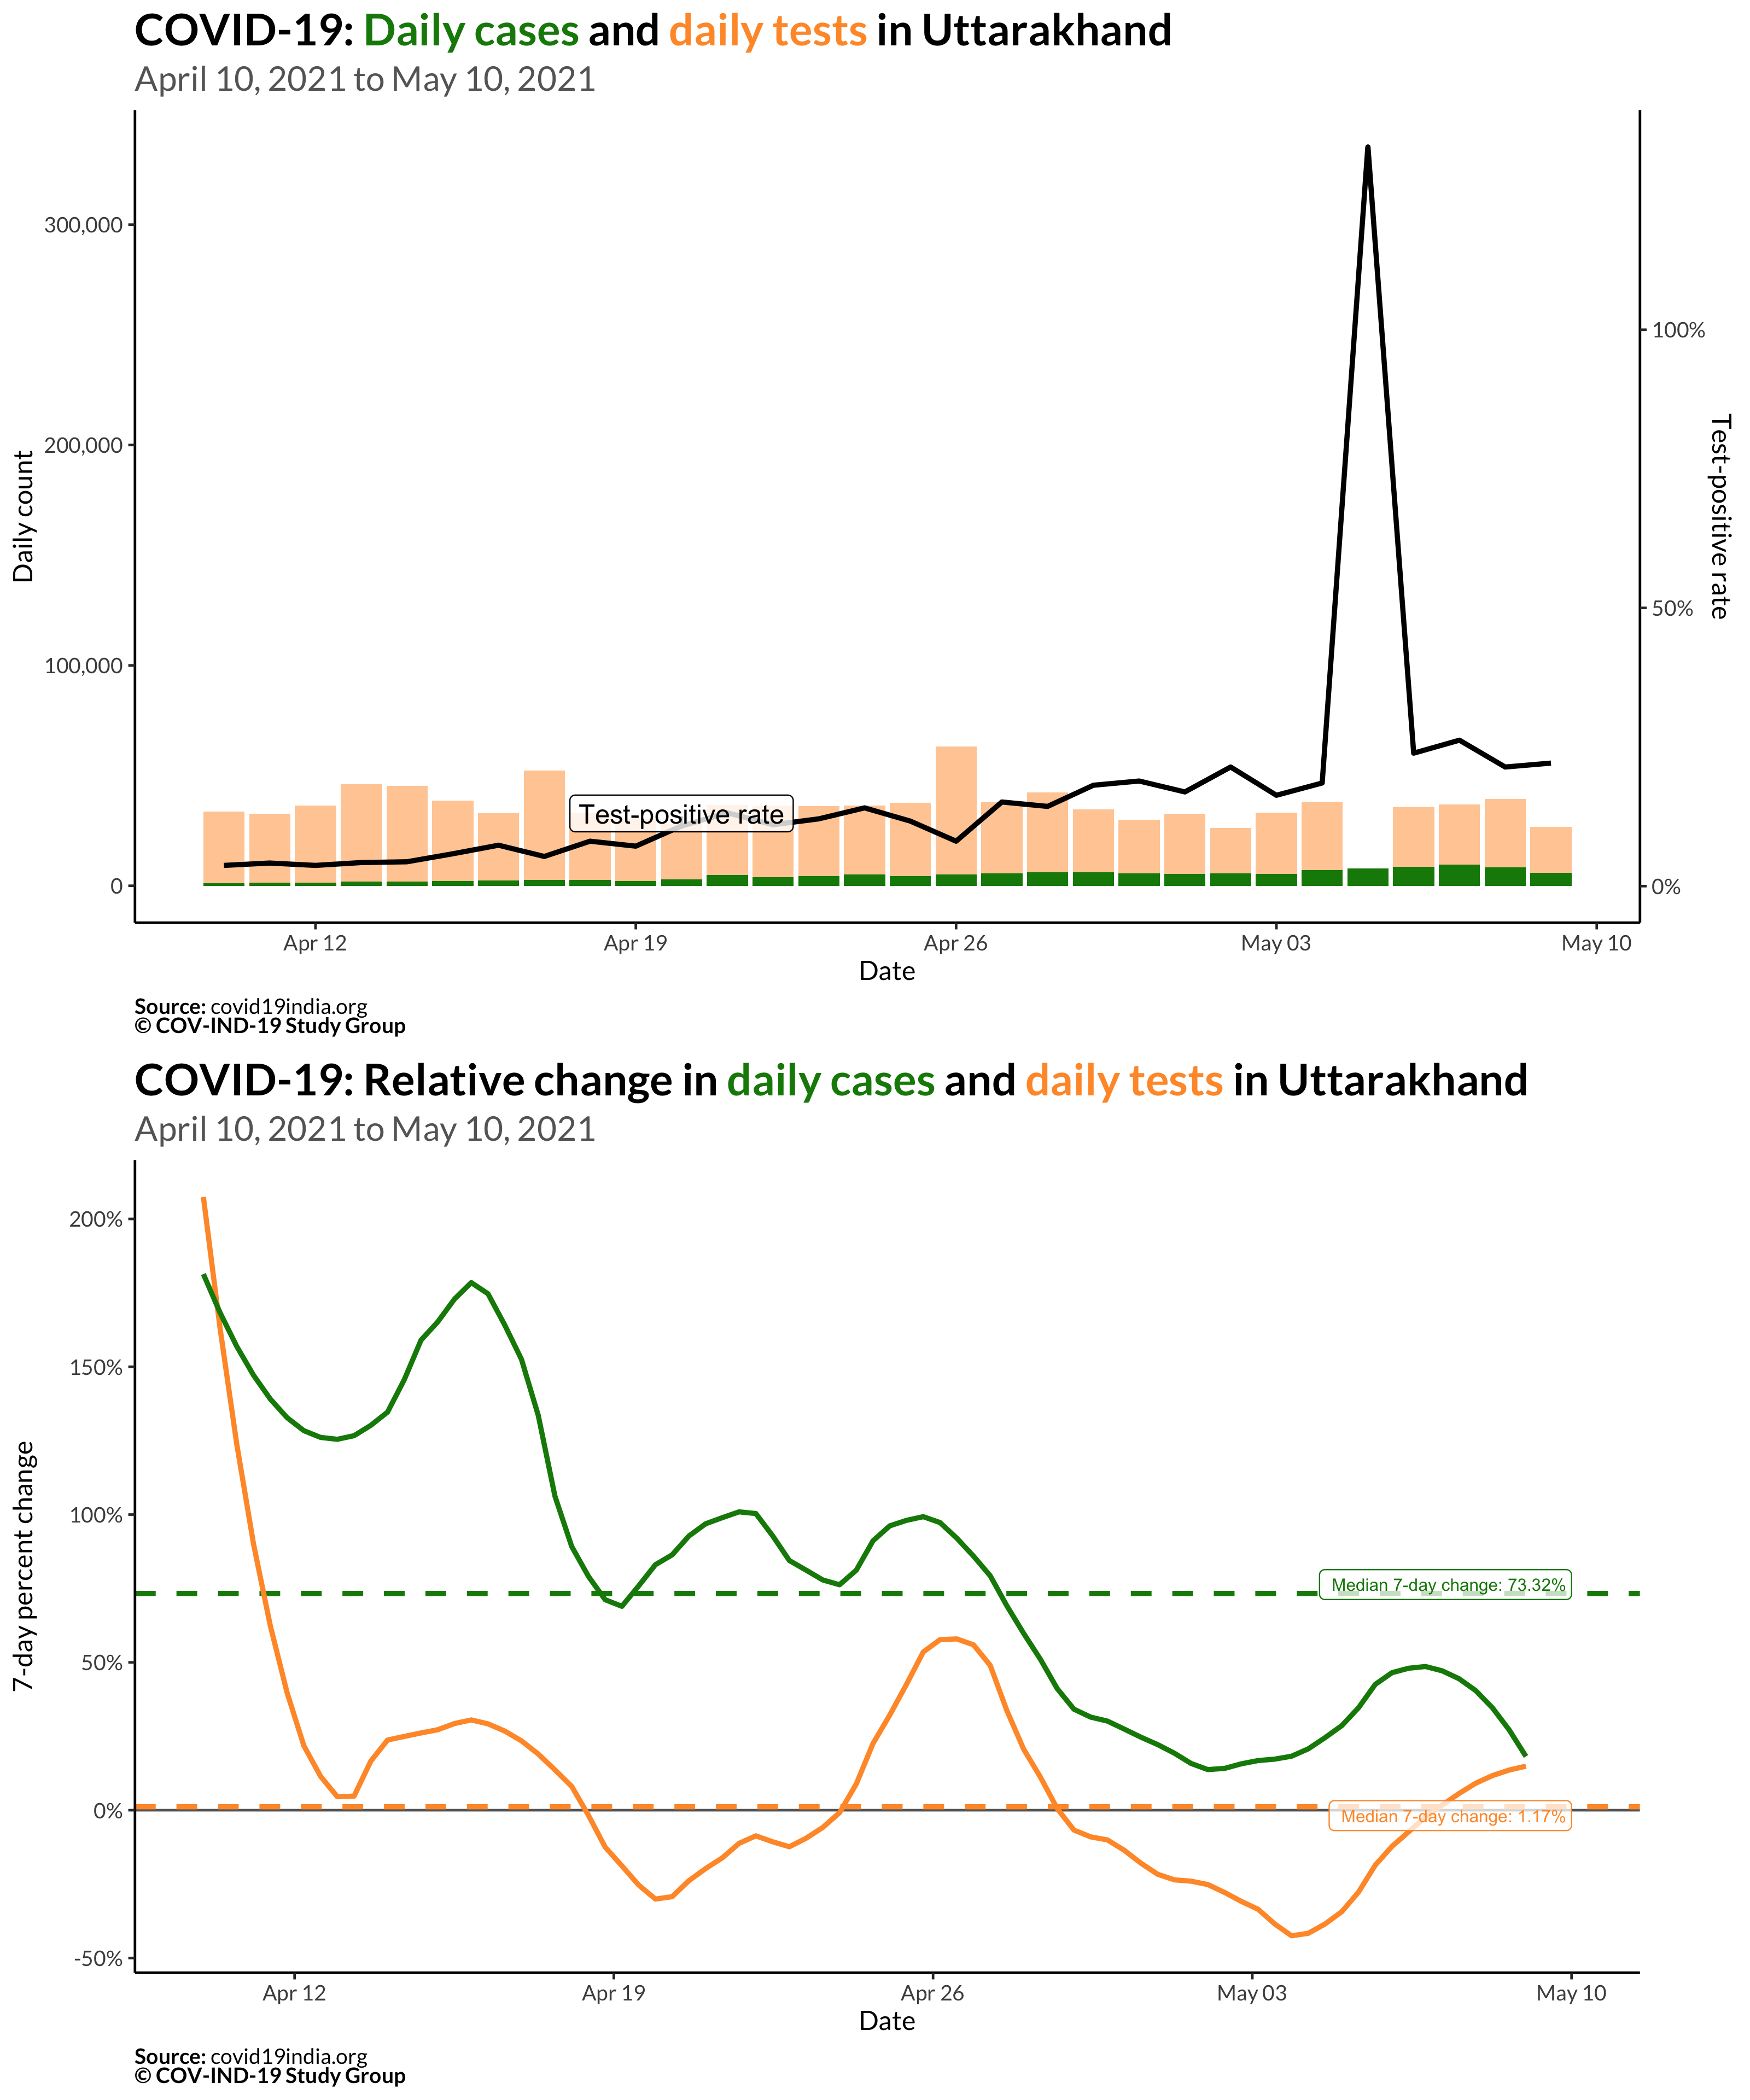 COVID-19: Daily cases and daily tests in Uttarakhand
April 10, 2021 to May 10, 2021
300,000
200,000
100,000
0
Daily count
100%
50%
0%
Test-positive rate
Test-positive rate
Apr 12
Apr 19
Apr 26
May 03
May 10
Date
Source: covid19india.org
© COV-IND-19 Study Group
COVID-19: Relative change in daily cases and daily tests in Uttarakhand
April 10, 2021 to May 10, 2021
200%
150%
100%
50%
0%
-50%
7-day percent change
Median 7-day change: 73.32%
Median 7-day change: 1.17%
Apr 12
Apr 19
Apr 26
May 03
May 10
Date
Source: covid19india.org
© COV-IND-19 Study Group